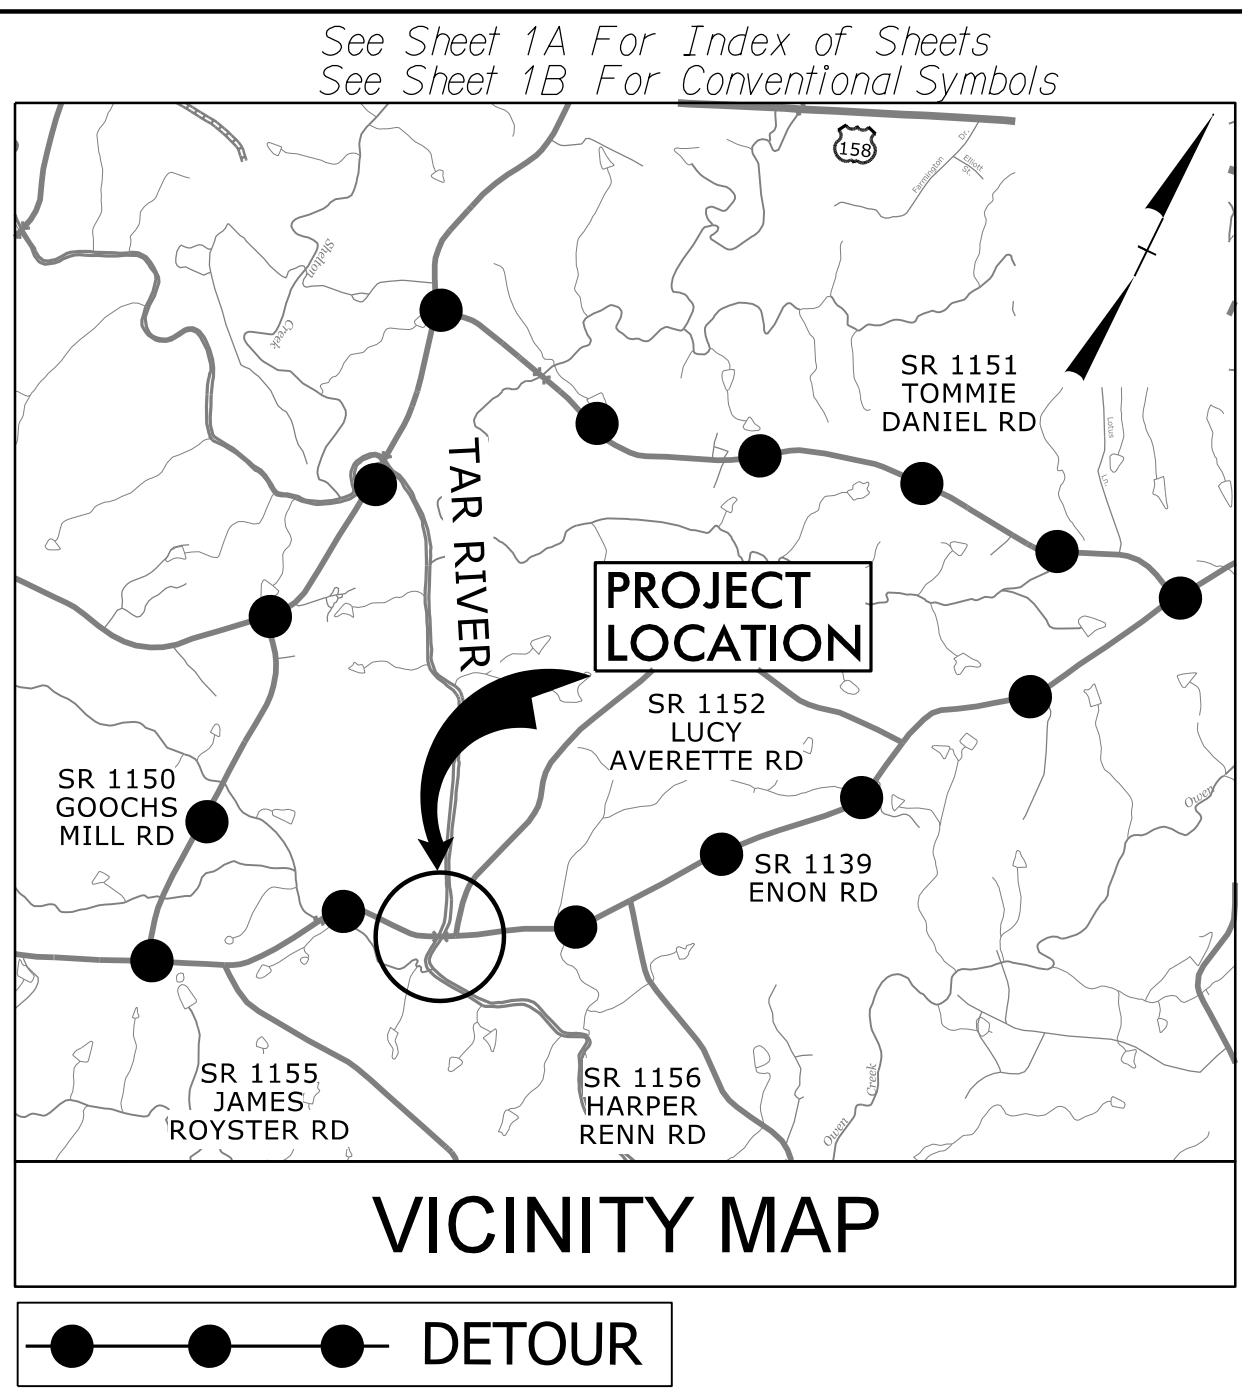 See Sheet 1A For Index of Sheets
See Sheet 1B For Conventional Symbols
158
Farmington Dr.
Elliott St.
Shelton
Creek
SR 1151
TOMMIE
DANIEL RD
Lotus Ln.
TAR RIVER
PROJECT
LOCATION
SR 1152
LUCY
AVERETTE RD
SR 1150
GOOCHS
MILL RD
Owen
SR 1139
ENON RD
SR 1155
JAMES
ROYSTER RD
SR 1156
HARPER
RENN RD
Owen Creek
VICINITY MAP
DETOUR